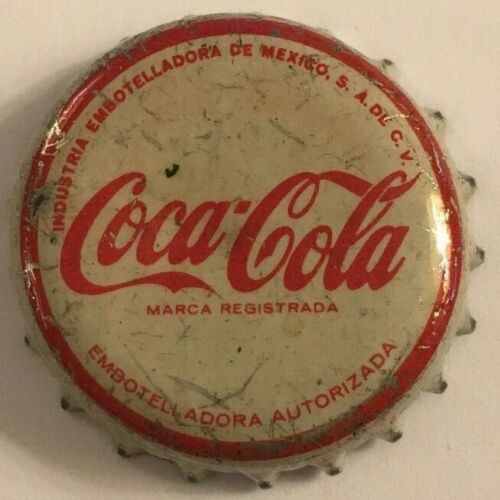 INDUSTRIA EMBOTELLADORA DE MEXICO, S. A. DE C. V.
Coca-Cola
MARCA REGISTRADA
EMBOTELLADORA AUTORIZADA